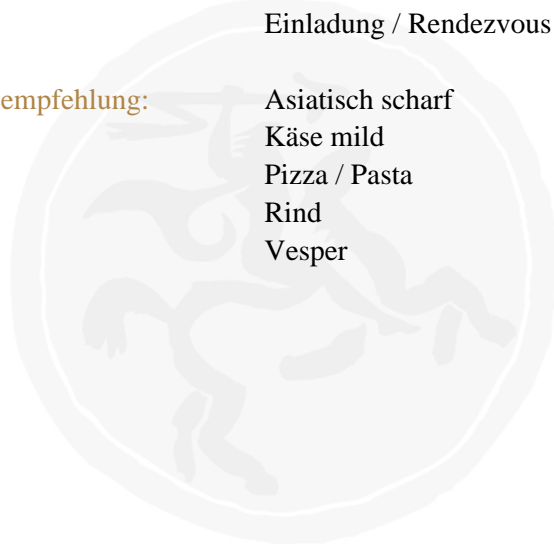 Einladung / Rendezvous
empfehlung: Asiatisch scharf
Käse mild
Pizza / Pasta
Rind
Vesper